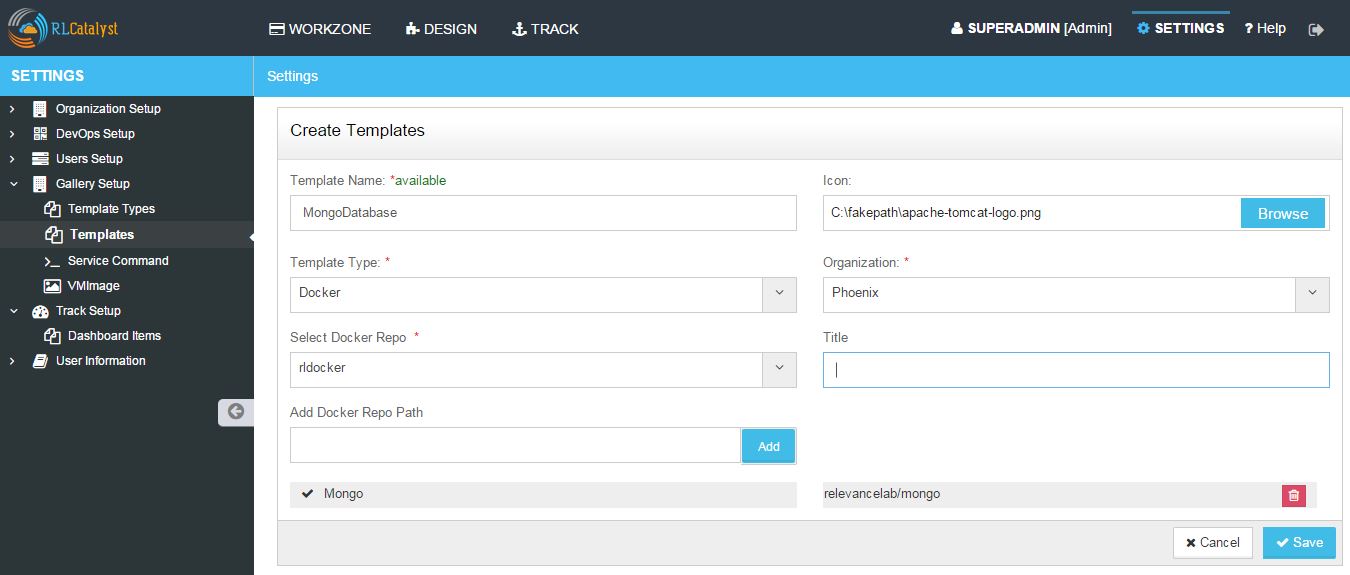 RLCatalyst
WORKZONE DESIGN TRACK SUPERADMIN [Admin] SETTINGS ? Help
SETTINGS
Settings
Organization Setup
DevOps Setup
Users Setup
Gallery Setup
Template Types
Templates
Service Command
VMImage
Track Setup
Dashboard Items
User Information
Create Templates
Template Name: *available
Icon:
MongoDatabase
C:\fakepath\apache-tomcat-logo.png Browse
Template Type: *
Organization: *
Docker
Phoenix
Select Docker Repo *
Title
rldocker
Add Docker Repo Path
Add
Mongo
relevancelab/mongo
Cancel Save